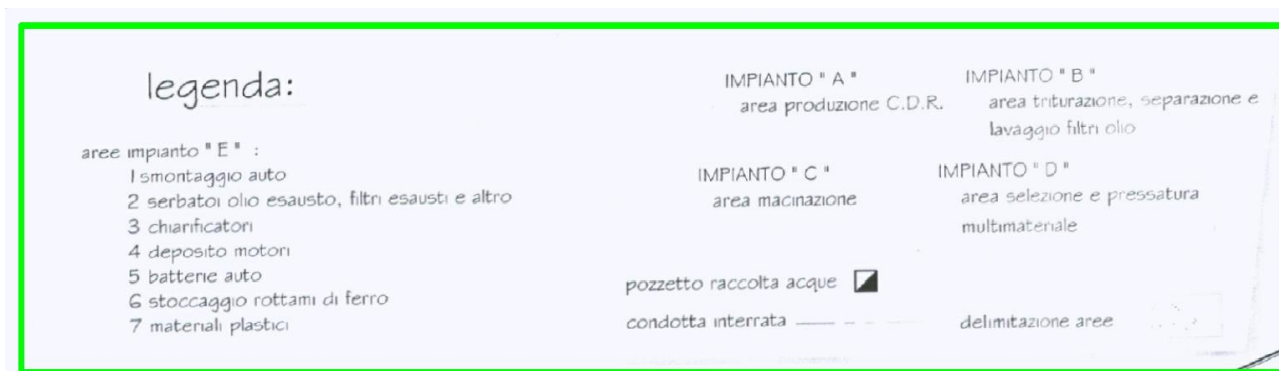 legenda:
aree impianto " E " :
1 smontaggio auto
2 serbatoi olio esausto, filtri esausti e altro
3 chiarificatori
4 deposito motori
5 batterie auto
6 stoccaggio rottami di ferro
7 materiali plastici
IMPIANTO " A "
area produzione C.D.R.
IMPIANTO " B "
area triturazione, separazione e
lavaggio filtri olio
IMPIANTO " C "
area macinazione
IMPIANTO " D "
area selezione e pressatura
multimateriale
pozzetto raccolta acque
condotta interrata
delimitazione aree